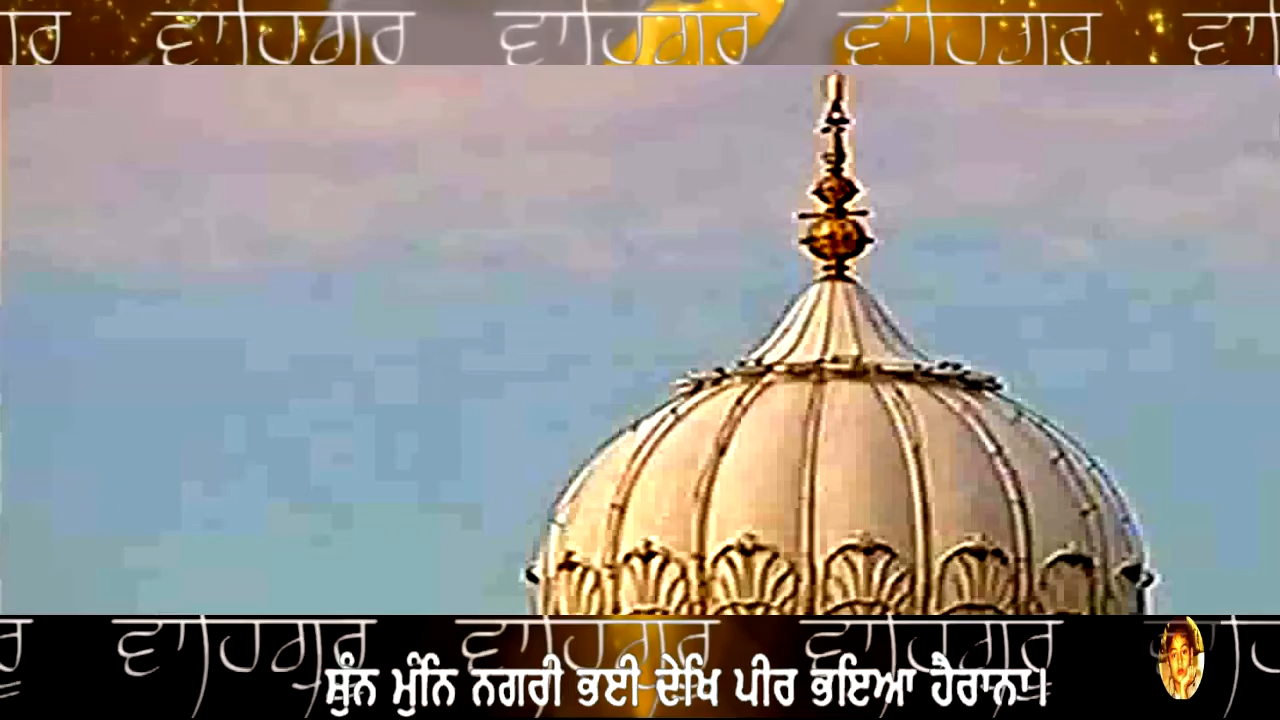 ਗੁਰ ਵਾਹਿਗੁਰ ਵਾਹਿਗੁਰ ਵਾਹਿਗੁਰ ਵਾ
ਰੂ ਵਾਹਿਗੁਰੂ ਵਾਹਿਗੁਰੂ ਵਾਹਿਗੁਰੂ ਵਾਹਿ
ਸੁੰਨ ਮੁੰਨਿ ਨਗਰੀ ਭਈ ਦੇਖਿ ਪੀਰ ਭਇਆ ਹੈਰਾਨਾ।